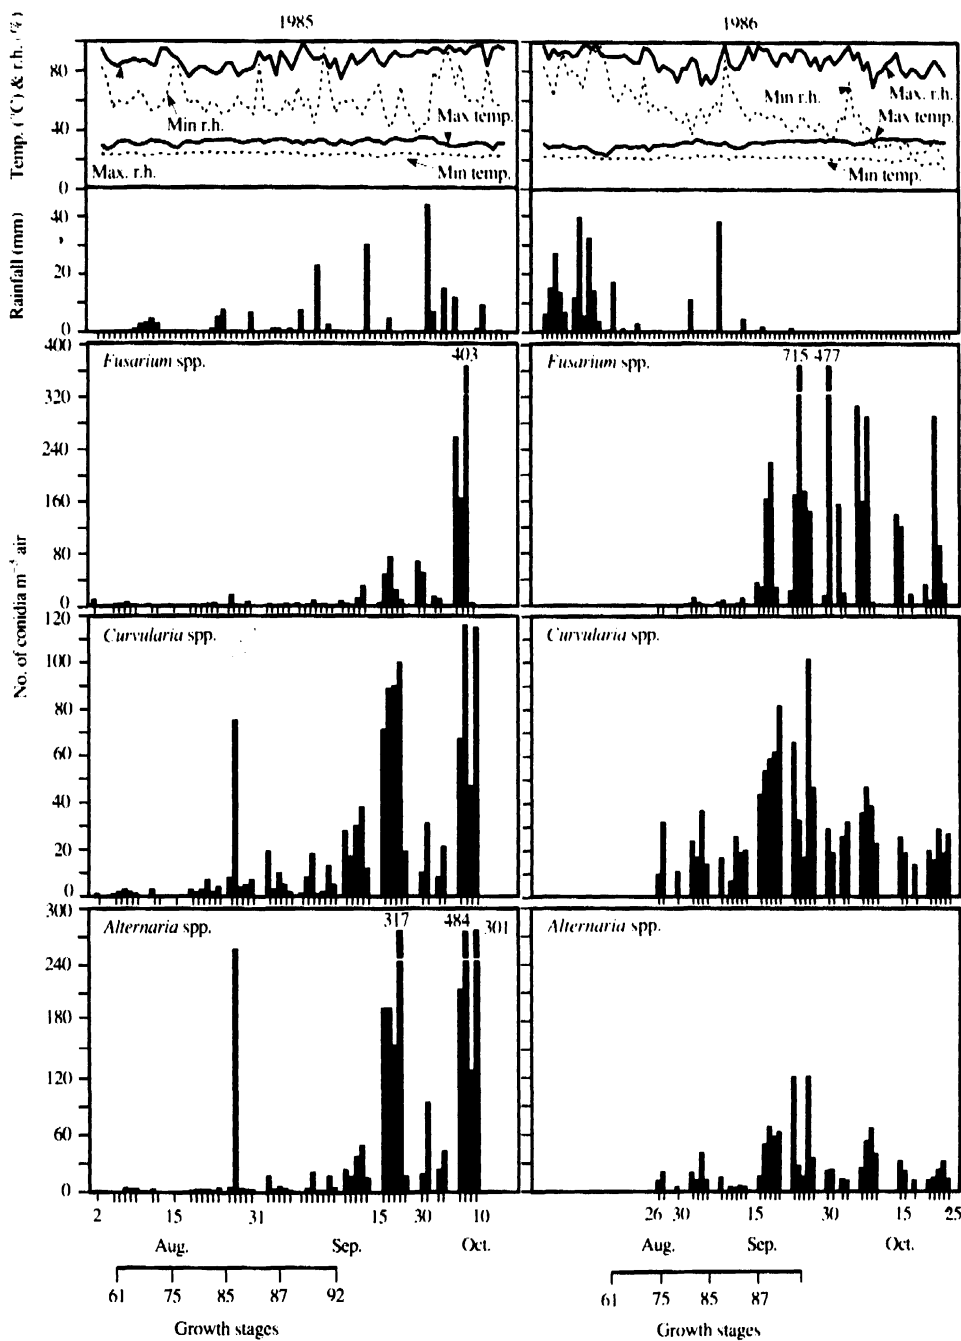 1985
1986
Temp. (°C) & r.h. (%)
80
40
0
Min r.h.
Max temp.
Max. r.h.
Min temp.
Min r.h.
Max. r.h.
Max temp.
Min temp.
Rainfall (mm)
40
20
0
No. of conidia m⁻³ air
400
320
240
160
80
0
Fusarium spp.
403
Fusarium spp.
715 477
120
100
80
60
40
20
0
Curvularia spp.
Curvularia spp.
300
240
180
120
60
0
Alternaria spp.
317 484 301
Alternaria spp.
2 15 31 15 30 10
26 30 15 30 15 25
Aug. Sep. Oct.
Aug. Sep. Oct.
61 75 85 87 92
61 75 85 87
Growth stages
Growth stages